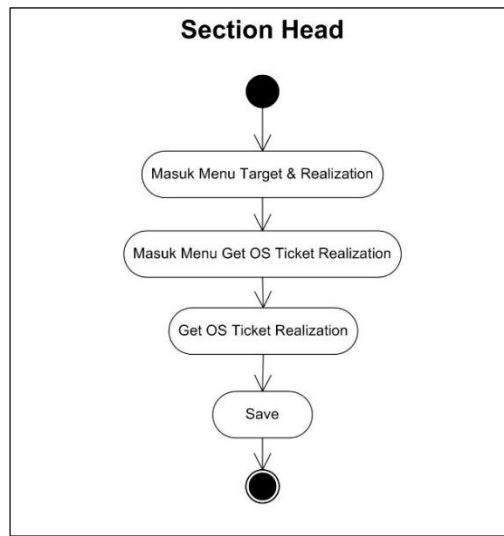 Section Head
Masuk Menu Target & Realization
Masuk Menu Get OS Ticket Realization
Get OS Ticket Realization
Save